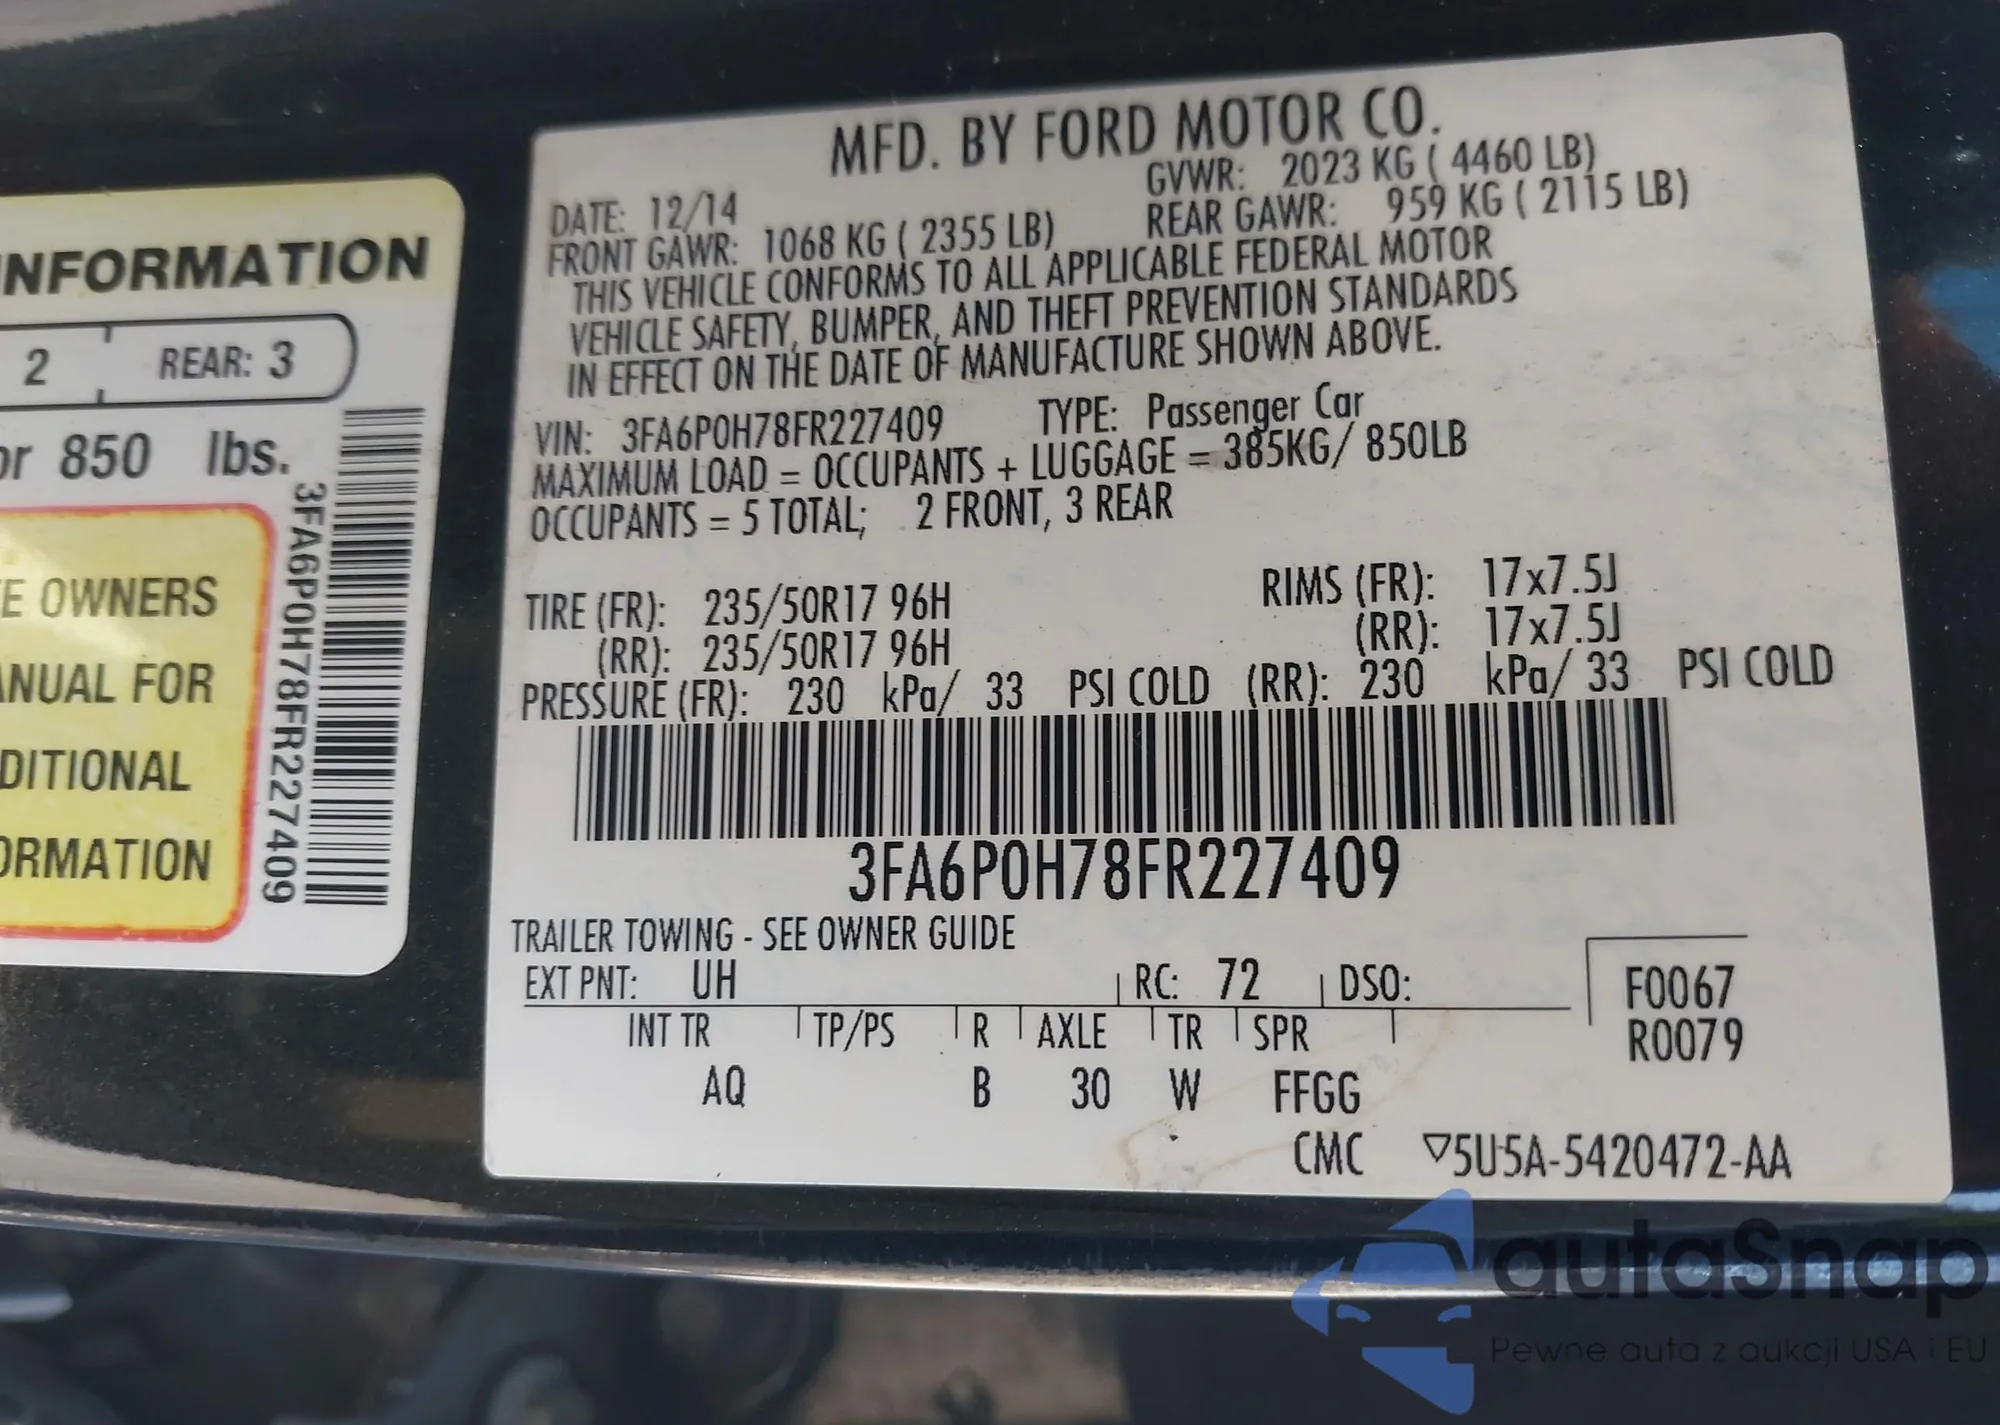 NFORMATION
2 REAR: 3
or 850 lbs.
E OWNERS
ANUAL FOR
DITIONAL
ORMATION
3FA6P0H78FR227409
MFD. BY FORD MOTOR CO.
DATE: 12/14 GVWR: 2023 KG ( 4460 LB)
FRONT GAWR: 1068 KG ( 2355 LB) REAR GAWR: 959 KG ( 2115 LB)
THIS VEHICLE CONFORMS TO ALL APPLICABLE FEDERAL MOTOR
VEHICLE SAFETY, BUMPER, AND THEFT PREVENTION STANDARDS
IN EFFECT ON THE DATE OF MANUFACTURE SHOWN ABOVE.
VIN: 3FA6P0H78FR227409 TYPE: Passenger Car
MAXIMUM LOAD = OCCUPANTS + LUGGAGE = 385KG/ 850LB
OCCUPANTS = 5 TOTAL; 2 FRONT, 3 REAR
TIRE (FR): 235/50R17 96H RIMS (FR): 17x7.5J
(RR): 235/50R17 96H (RR): 17x7.5J
PRESSURE (FR): 230 kPa/ 33 PSI COLD (RR): 230 kPa/ 33 PSI COLD
3FA6P0H78FR227409
TRAILER TOWING - SEE OWNER GUIDE
EXT PNT: UH RC: 72 DSO:
F0067
R0079
INT TR TP/PS R AXLE TR SPR
AQ B 30 W FFGG
CMC ▽5U5A-5420472-AA
autaSnap
Pewne auta z aukcji USA i EU